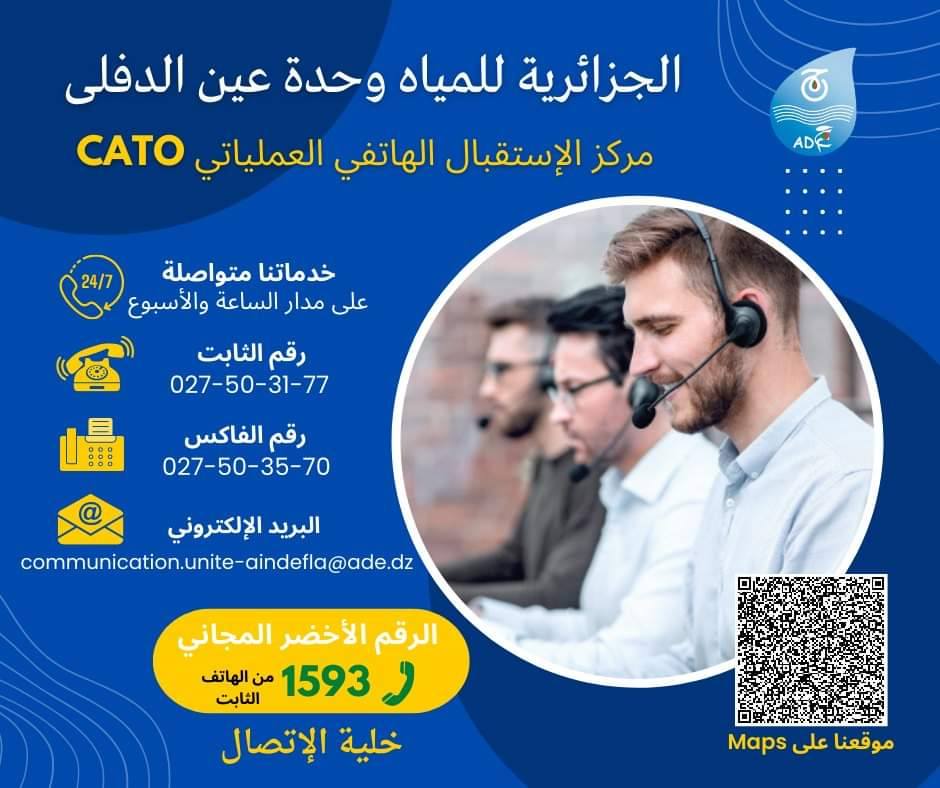 الجزائرية للمياه وحدة عين الدفلى
مركز الإستقبال الهاتفي العملياتي CATO
ADE
24/7
خدماتنا متواصلة
على مدار الساعة والأسبوع
رقم الثابت
027-50-31-77
رقم الفاكس
027-50-35-70
@
البريد الإلكتروني
communication.unite-aindefla@ade.dz
الرقم الأخضر المجاني
1593 من الهاتف
الثابت
خلية الإتصال
موقعنا على Maps